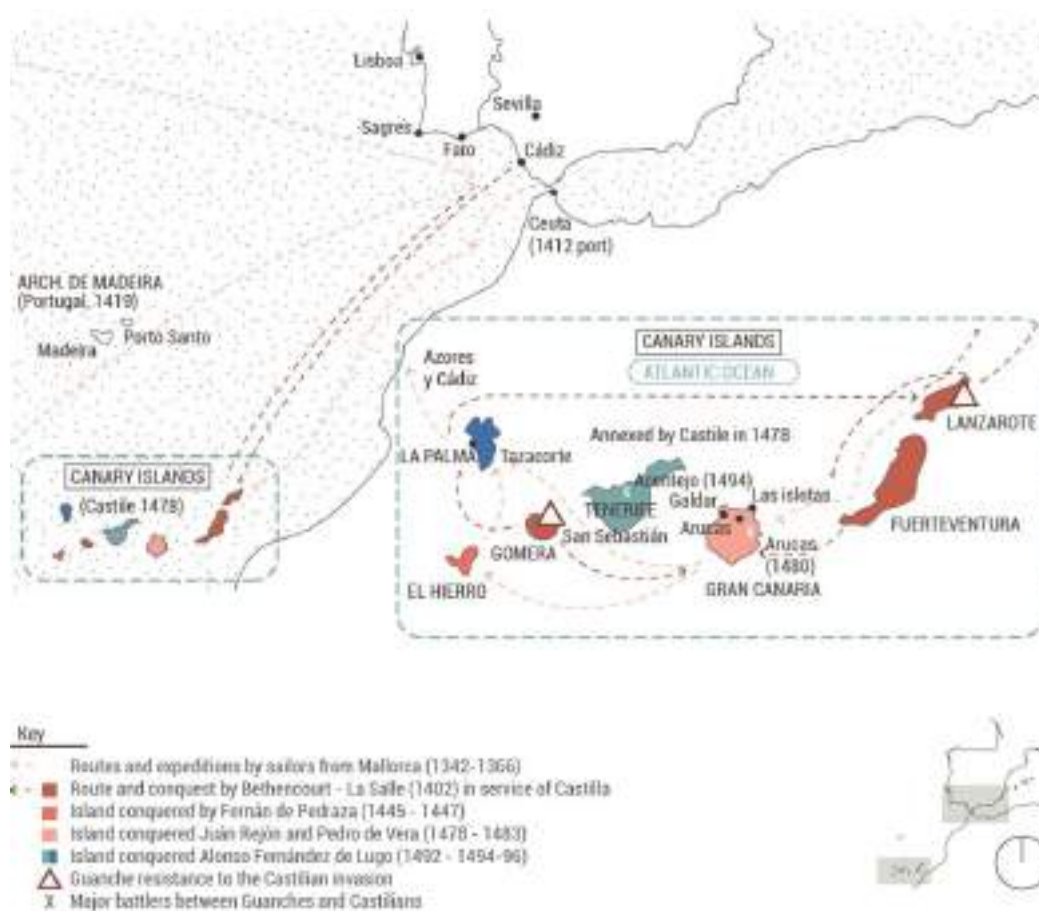 Lisboa
Sevilla
Sagres
Faro
Cádiz
Ceuta
(1412 port)
ARCH. DE MADEIRA
(Portugal, 1419)
Porto Santo
Madeira
CANARY ISLANDS
(Castile 1478)
CANARY ISLANDS
ATLANTIC OCEAN
Azores
y Cádiz
LANZAROTE
Annexed by Castile in 1478
LA PALMA
Tazacorte
Acentejo (1494)
Las isletas
Galdar
TENERIFE
Arucas
FUERTEVENTURA
San Sebastián
GOMERA
Arucas
(1480)
EL HIERRO
GRAN CANARIA
Key
Routes and expeditions by sailors from Mallorca (1342-1366)
Route and conquest by Bethencourt - La Salle (1402) in service of Castilla
Island conquered by Fernán de Pedraza (1445 - 1447)
Island conquered Juán Rejón and Pedro de Vera (1478 - 1483)
Island conquered Alonso Fernández de Lugo (1492 - 1494-96)
Guanche resistance to the Castilian invasion
X Major battlers between Guanches and Castilians